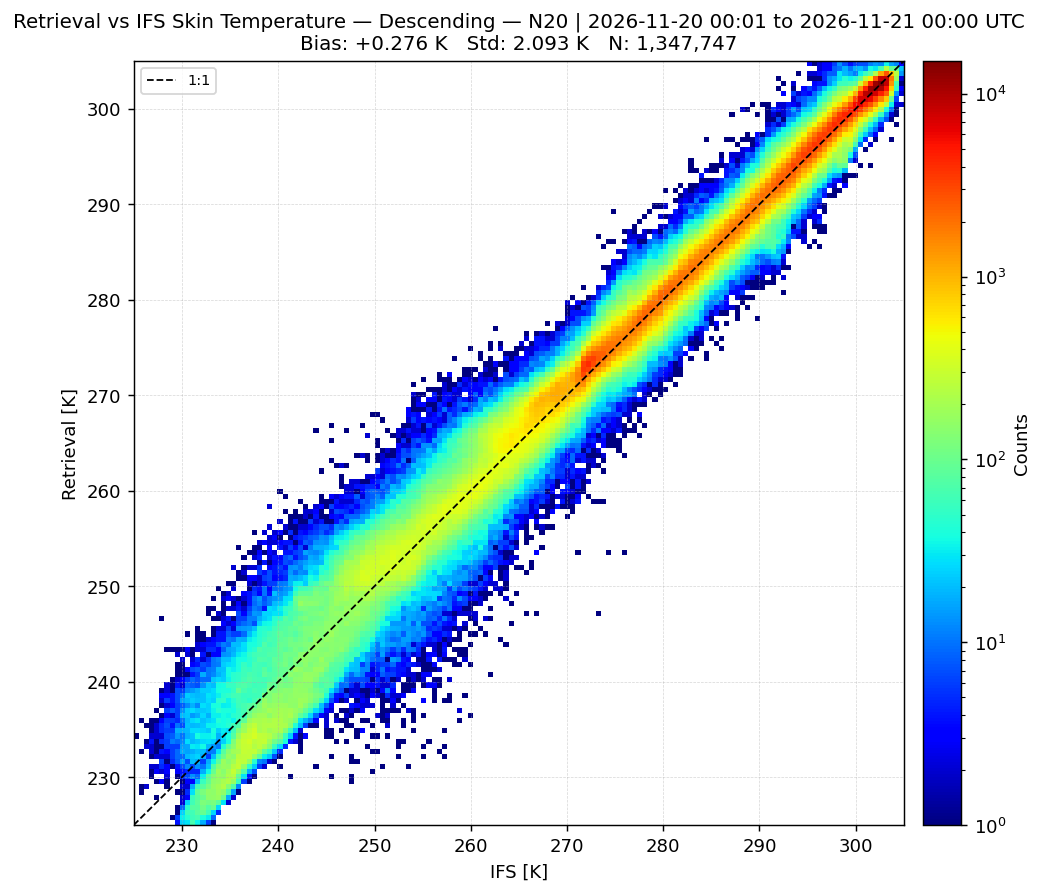 Retrieval vs IFS Skin Temperature — Descending — N20 | 2026-11-20 00:01 to 2026-11-21 00:00 UTC
Bias: +0.276 K   Std: 2.093 K   N: 1,347,747
1:1
Retrieval [K]
300
290
280
270
260
250
240
230
230 240 250 260 270 280 290 300
IFS [K]
10⁴
10³
10²
10¹
10⁰
Counts